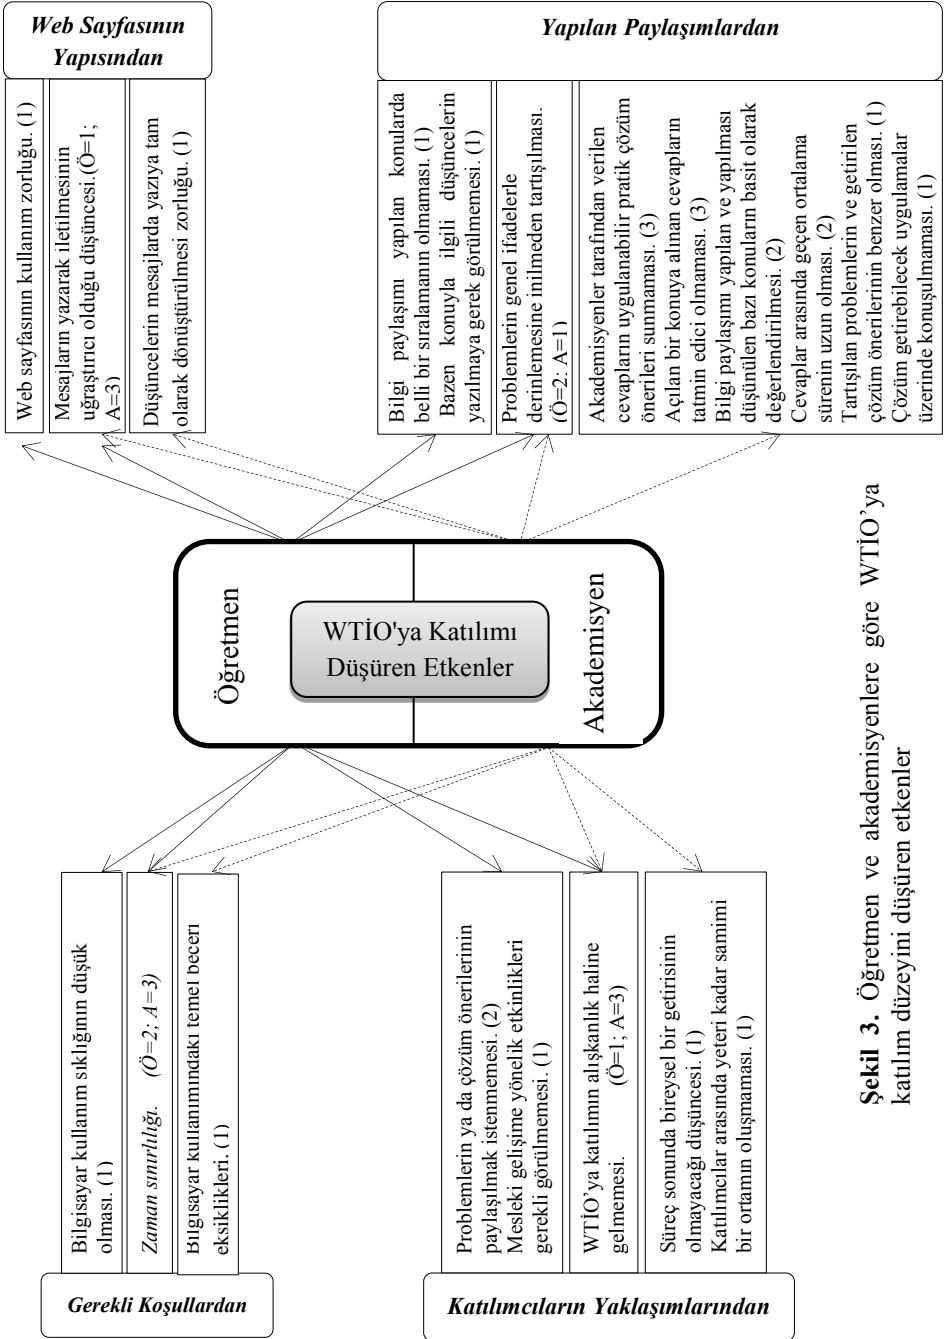 Web Sayfasının
Yapısından
Web sayfasının kullanım zorluğu. (1)
Mesajların yazarak iletilmesinin
uğraştırıcı olduğu düşüncesi.(Ö=1;
A=3)
Düşüncelerin mesajlarda yazıya tam
olarak dönüştürülmesi zorluğu. (1)
Yapılan Paylaşımlardan
Bilgi paylaşımı yapılan konularda
belli bir sıralamanın olmaması. (1)
Bazen konuyla ilgili düşüncelerin
yazılmaya gerek görülmemesi. (1)
Problemlerin genel ifadelerle
derinlemesine inilmeden tartışılması.
(Ö=2: A=1)
Akademisyenler tarafından verilen
cevapların uygulanabilir pratik çözüm
önerileri sunmaması. (3)
Açılan bir konuya alınan cevapların
tatmin edici olmaması. (3)
Bilgi paylaşımı yapılan ve yapılması
düşünülen bazı konuların basit olarak
değerlendirilmesi. (2)
Cevaplar arasında geçen ortalama
sürenin uzun olması. (2)
Tartışılan problemlerin ve getirilen
çözüm önerilerinin benzer olması. (1)
Çözüm getirebilecek uygulamalar
üzerinde konuşulmaması. (1)
Öğretmen
WTİO'ya Katılımı
Düşüren Etkenler
Akademisyen
Gerekli Koşullardan
Bilgisayar kullanım sıklığının düşük
olması. (1)
Zaman sınırlılığı. (Ö=2; A=3)
Bilgisayar kullanımındaki temel beceri
eksiklikleri. (1)
Katılımcıların Yaklaşımlarından
Problemlerin ya da çözüm önerilerinin
paylaşılmak istenmemesi. (2)
Mesleki gelişime yönelik etkinlikleri
gerekli görülmemesi. (1)
WTİO’ya katılımın alışkanlık haline
gelmemesi. (Ö=1; A=3)
Süreç sonunda bireysel bir getirisinin
olmayacağı düşüncesi. (1)
Katılımcılar arasında yeteri kadar samimi
bir ortamın oluşmaması. (1)
Şekil 3. Öğretmen ve akademisyenlere göre WTİO’ya
katılım düzeyini düşüren etkenler